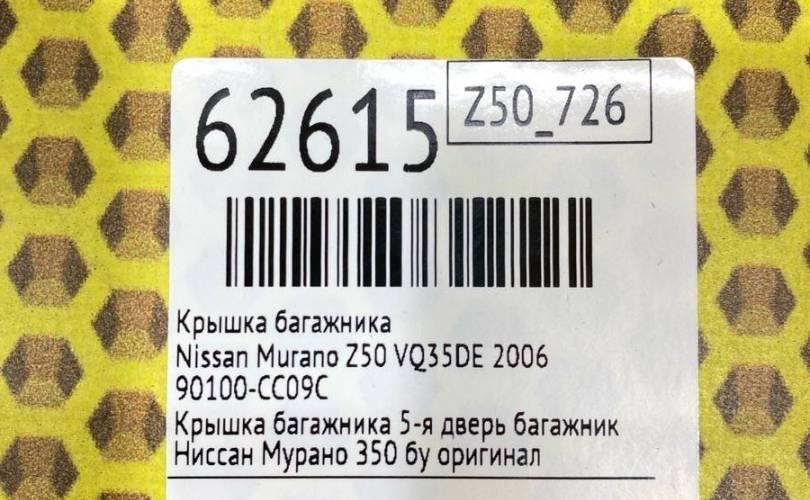 62615
Z50_726
Крышка багажника
Nissan Murano Z50 VQ35DE 2006
90100-CC09C
Крышка багажника 5-я дверь багажник
Ниссан Мурано 350 бу оригинал